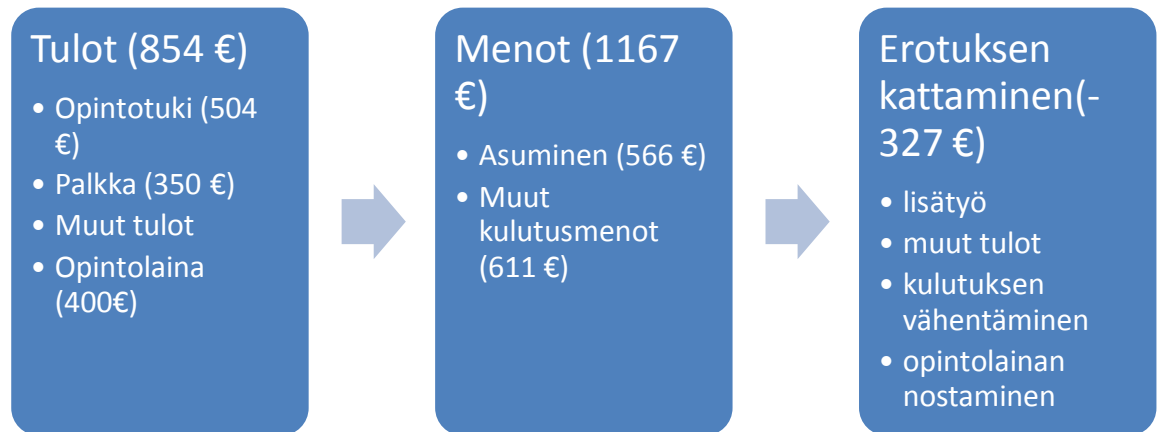 Tulot (854 €)
• Opintotuki (504
€)
• Palkka (350 €)
• Muut tulot
• Opintolaina
(400€)
Menot (1167
€)
• Asuminen (566 €)
• Muut
kulutusmenot
(611 €)
Erotuksen
kattaminen(-
327 €)
• lisätyö
• muut tulot
• kulutuksen
vähentäminen
• opintolainan
nostaminen